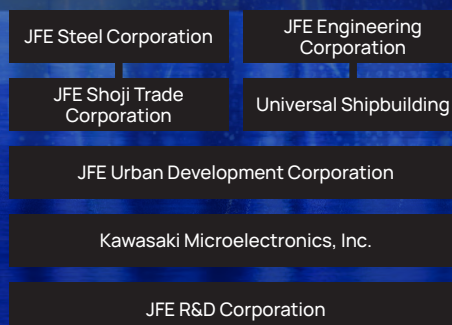 JFE Steel Corporation
JFE Engineering
Corporation
JFE Shoji Trade
Corporation
Universal Shipbuilding
JFE Urban Development Corporation
Kawasaki Microelectronics, Inc.
JFE R&D Corporation